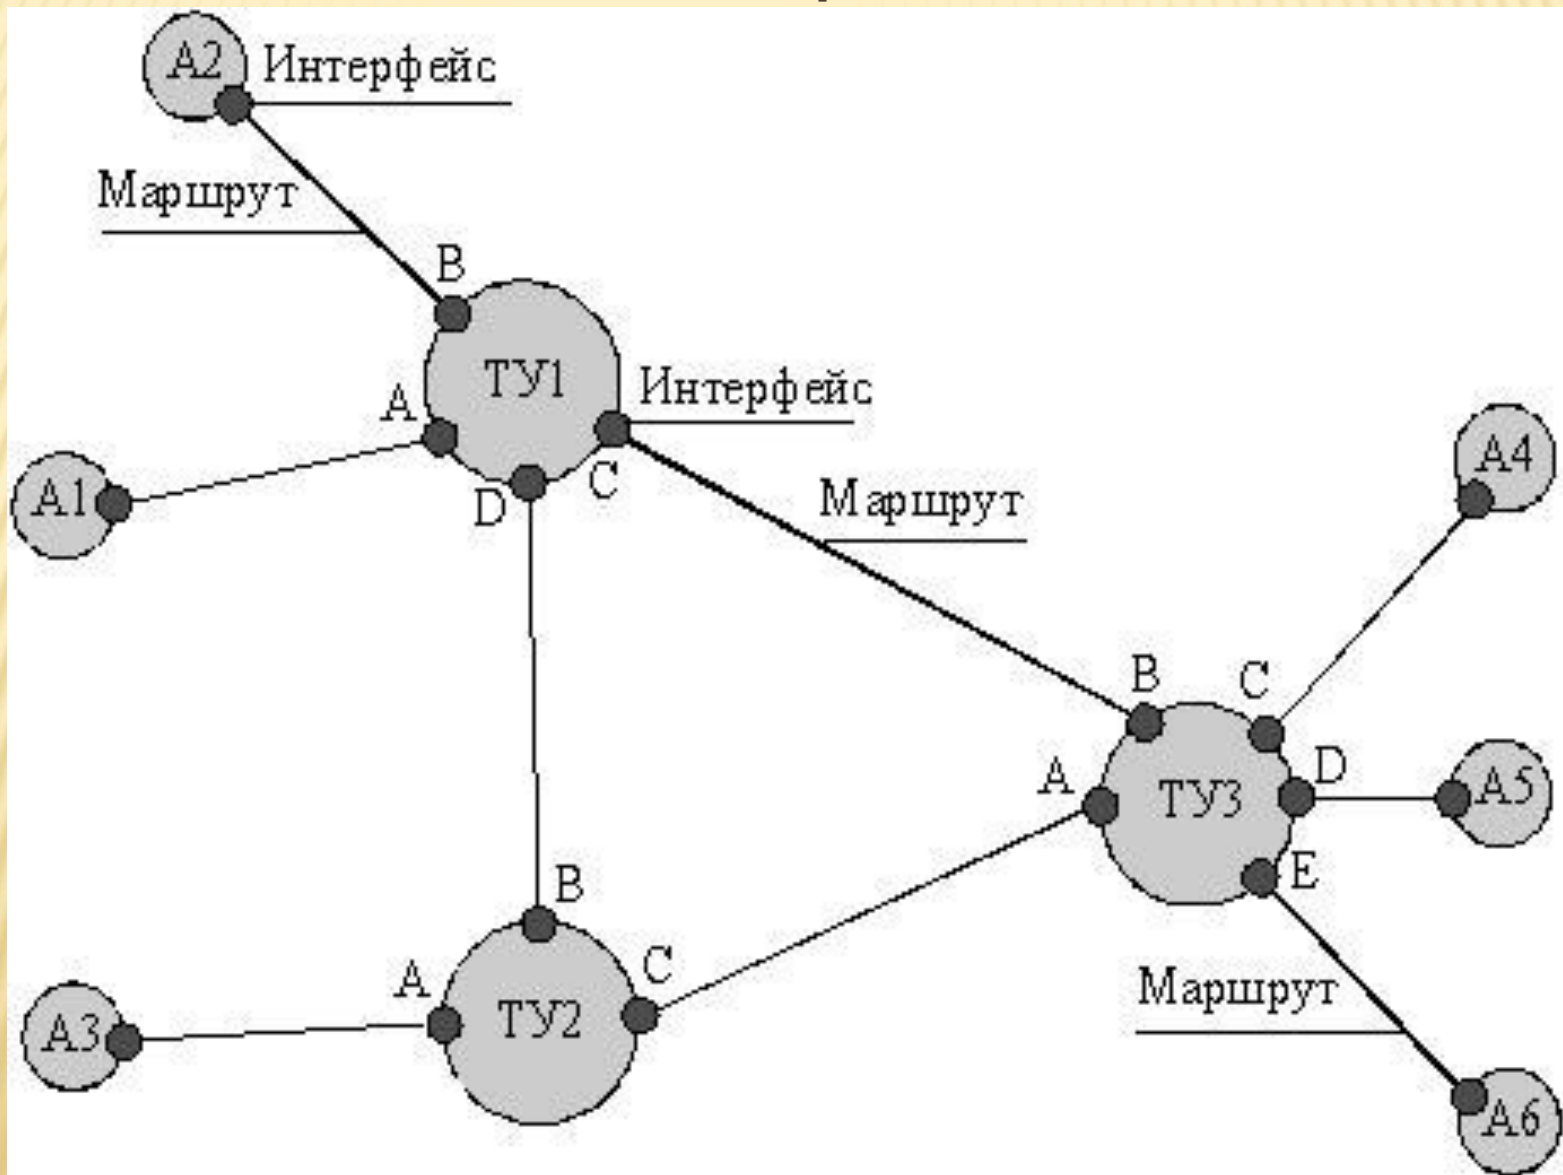 А2
Интерфейс
Маршрут
B
ТУ1
A
Интерфейс
А1
D
C
Маршрут
А4
B
C
A
ТУ3
D
А5
E
B
A
C
А3
ТУ2
Маршрут
А6